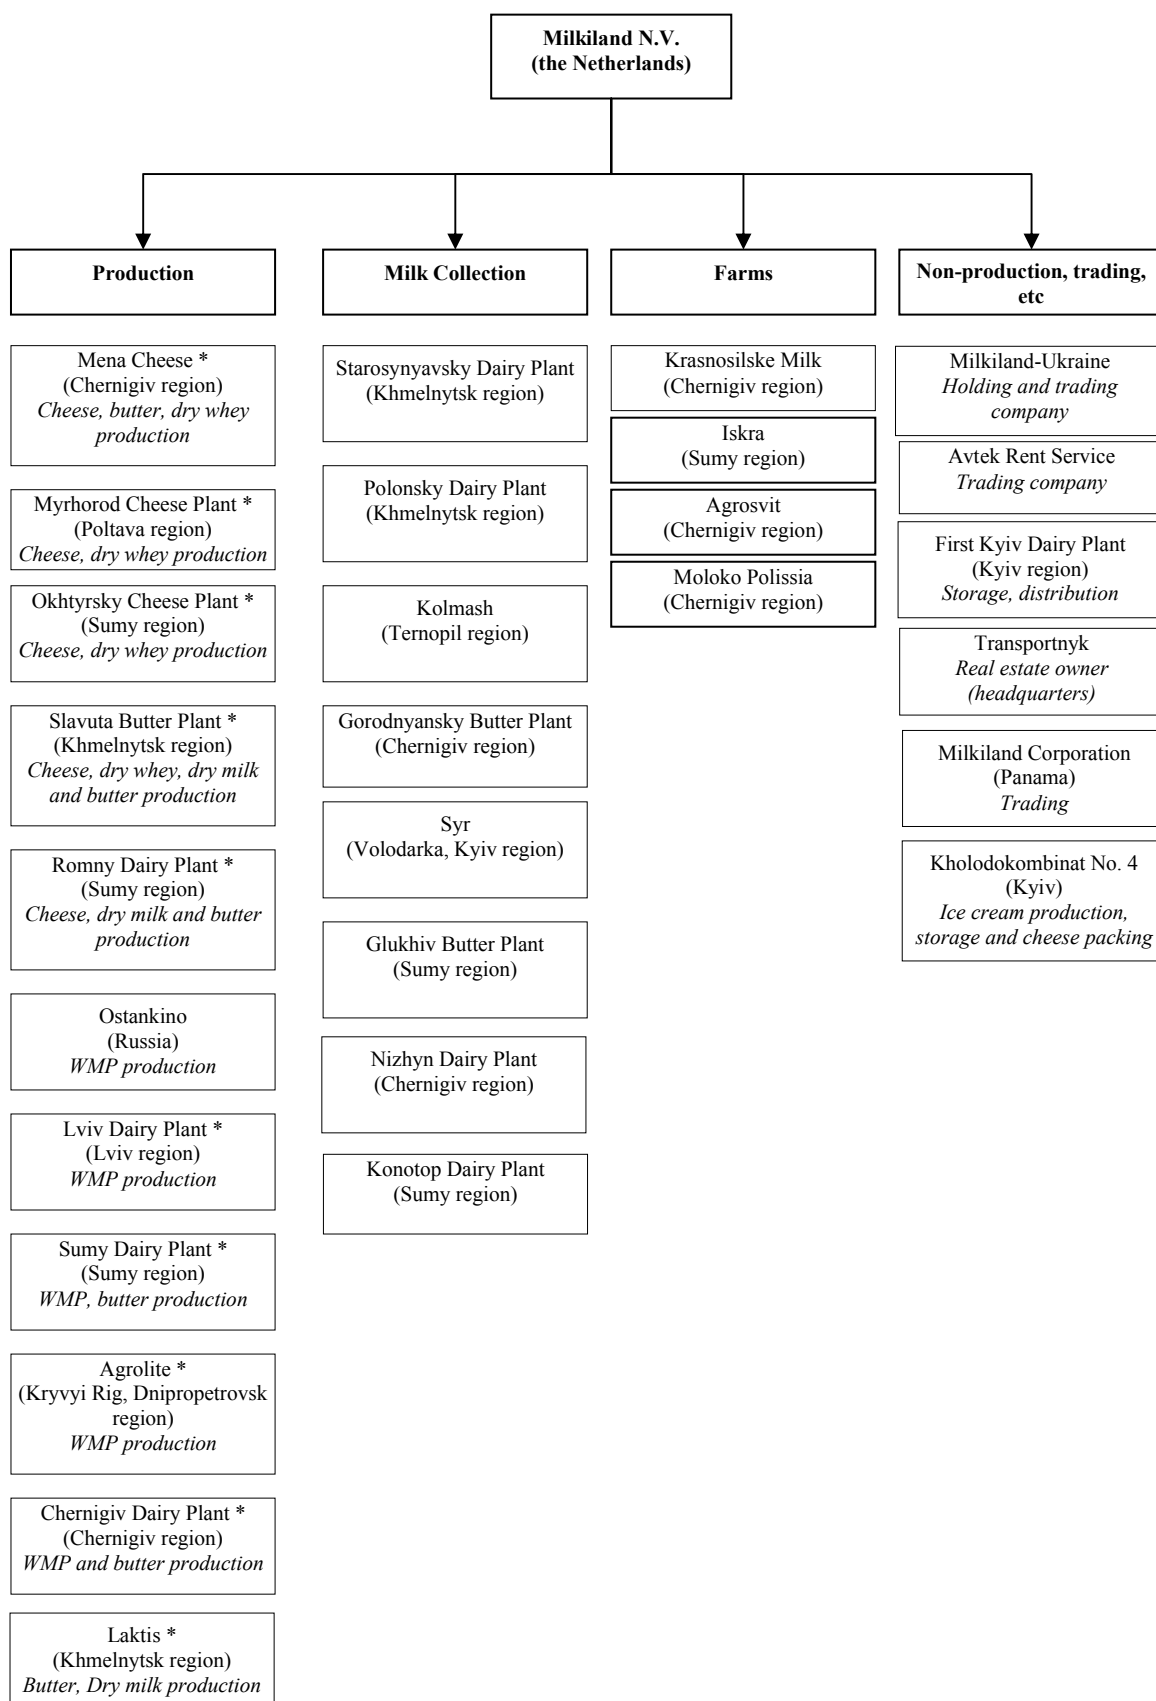 Milkiland N.V.
(the Netherlands)
Production
Mena Cheese *
(Chernigiv region)
Cheese, butter, dry whey
production
Myrhorod Cheese Plant *
(Poltava region)
Cheese, dry whey production
Okhtyrsky Cheese Plant *
(Sumy region)
Cheese, dry whey production
Slavuta Butter Plant *
(Khmelnytsk region)
Cheese, dry whey, dry milk
and butter production
Romny Dairy Plant *
(Sumy region)
Cheese, dry milk and butter
production
Ostankino
(Russia)
WMP production
Lviv Dairy Plant *
(Lviv region)
WMP production
Sumy Dairy Plant *
(Sumy region)
WMP, butter production
Agrolite *
(Kryvyi Rig, Dnipropetrovsk
region)
WMP production
Chernigiv Dairy Plant *
(Chernigiv region)
WMP and butter production
Laktis *
(Khmelnytsk region)
Butter, Dry milk production
Milk Collection
Starosynyavsky Dairy Plant
(Khmelnytsk region)
Polonsky Dairy Plant
(Khmelnytsk region)
Kolmash
(Ternopil region)
Gorodnyansky Butter Plant
(Chernigiv region)
Syr
(Volodarka, Kyiv region)
Glukhiv Butter Plant
(Sumy region)
Nizhyn Dairy Plant
(Chernigiv region)
Konotop Dairy Plant
(Sumy region)
Farms
Krasnosilske Milk
(Chernigiv region)
Iskra
(Sumy region)
Agrosvit
(Chernigiv region)
Moloko Polissia
(Chernigiv region)
Non-production, trading,
etc
Milkiland-Ukraine
Holding and trading
company
Avtek Rent Service
Trading company
First Kyiv Dairy Plant
(Kyiv region)
Storage, distribution
Transportnyk
Real estate owner
(headquarters)
Milkiland Corporation
(Panama)
Trading
Kholodokombinat No. 4
(Kyiv)
Ice cream production,
storage and cheese packing